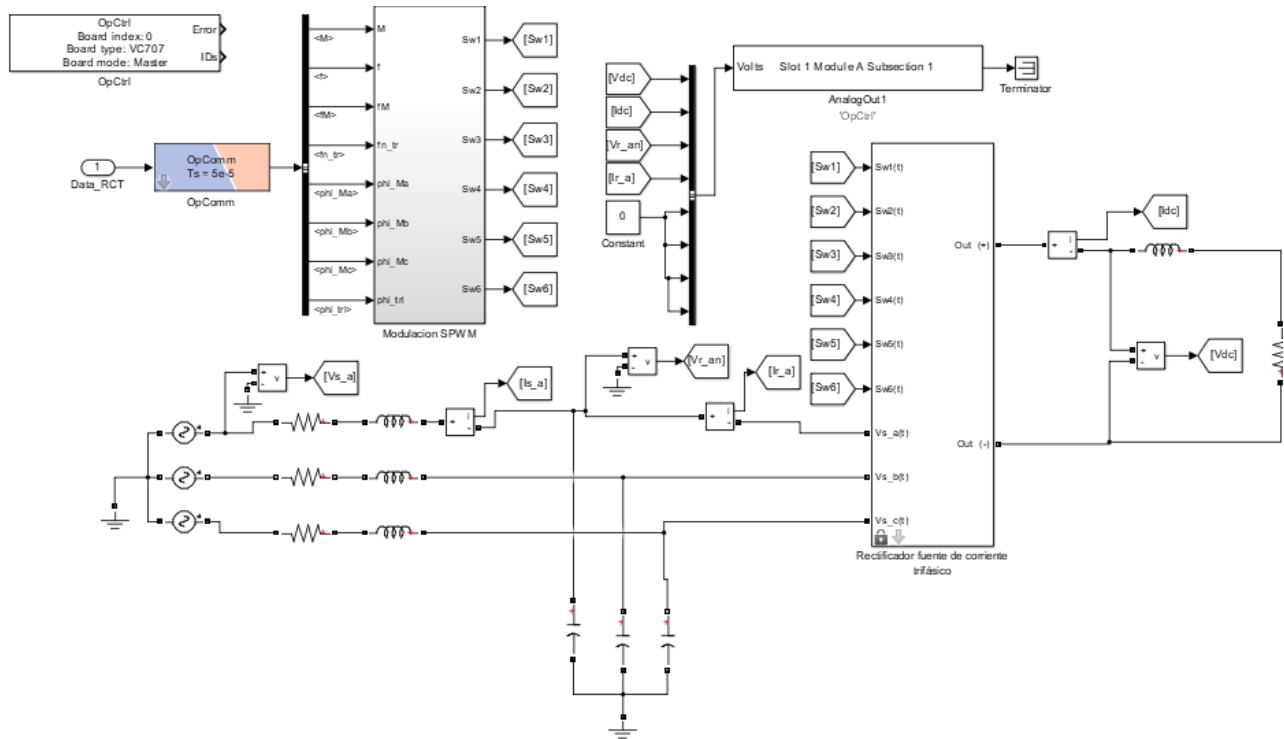 OpCtrl
Board index: 0
Board type: VC707
Board mode: Master
Error
IDs
OpCtrl
1
Data_RCT
OpComm
Ts = 5e-5
OpComm
<M>
<f>
<fM>
<fn_tr>
<phi_Ma>
<phi_Mb>
<phi_Mc>
<phi_tri>
M
f
fM
fn_tr
phi_Ma
phi_Mb
phi_Mc
phi_tri
Sw1
Sw2
Sw3
Sw4
Sw5
Sw6
Modulacion SPWM
[Sw1]
[Sw2]
[Sw3]
[Sw4]
[Sw5]
[Sw6]
[Vdc]
[Idc]
[Vr_an]
[Ir_a]
0
Constant
Volts
Slot 1 Module A Subsection 1
AnalogOut1
'OpCtrl'
Terminator
[Sw1]
[Sw2]
[Sw3]
[Sw4]
[Sw5]
[Sw6]
Sw1(t)
Sw2(t)
Sw3(t)
Sw4(t)
Sw5(t)
Sw6(t)
Vs_a(t)
Vs_b(t)
Vs_c(t)
Out (+)
Out (-)
Rectificador fuente de corriente
trifásico
+ i -
[Idc]
+ v -
[Vdc]
+ v -
[Vs_a]
+ i -
[Is_a]
+ v -
[Vr_an]
+ i -
[Ir_a]